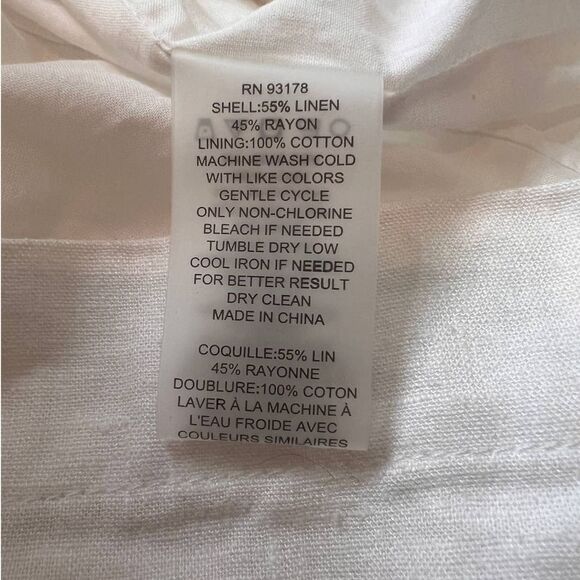 RN 93178
SHELL:55% LINEN
45% RAYON
LINING:100% COTTON
MACHINE WASH COLD
WITH LIKE COLORS
GENTLE CYCLE
ONLY NON-CHLORINE
BLEACH IF NEEDED
TUMBLE DRY LOW
COOL IRON IF NEEDED
FOR BETTER RESULT
DRY CLEAN
MADE IN CHINA
COQUILLE:55% LIN
45% RAYONNE
DOUBLURE:100% COTON
LAVER À LA MACHINE À
L'EAU FROIDE AVEC
COULEURS SIMILAIRES